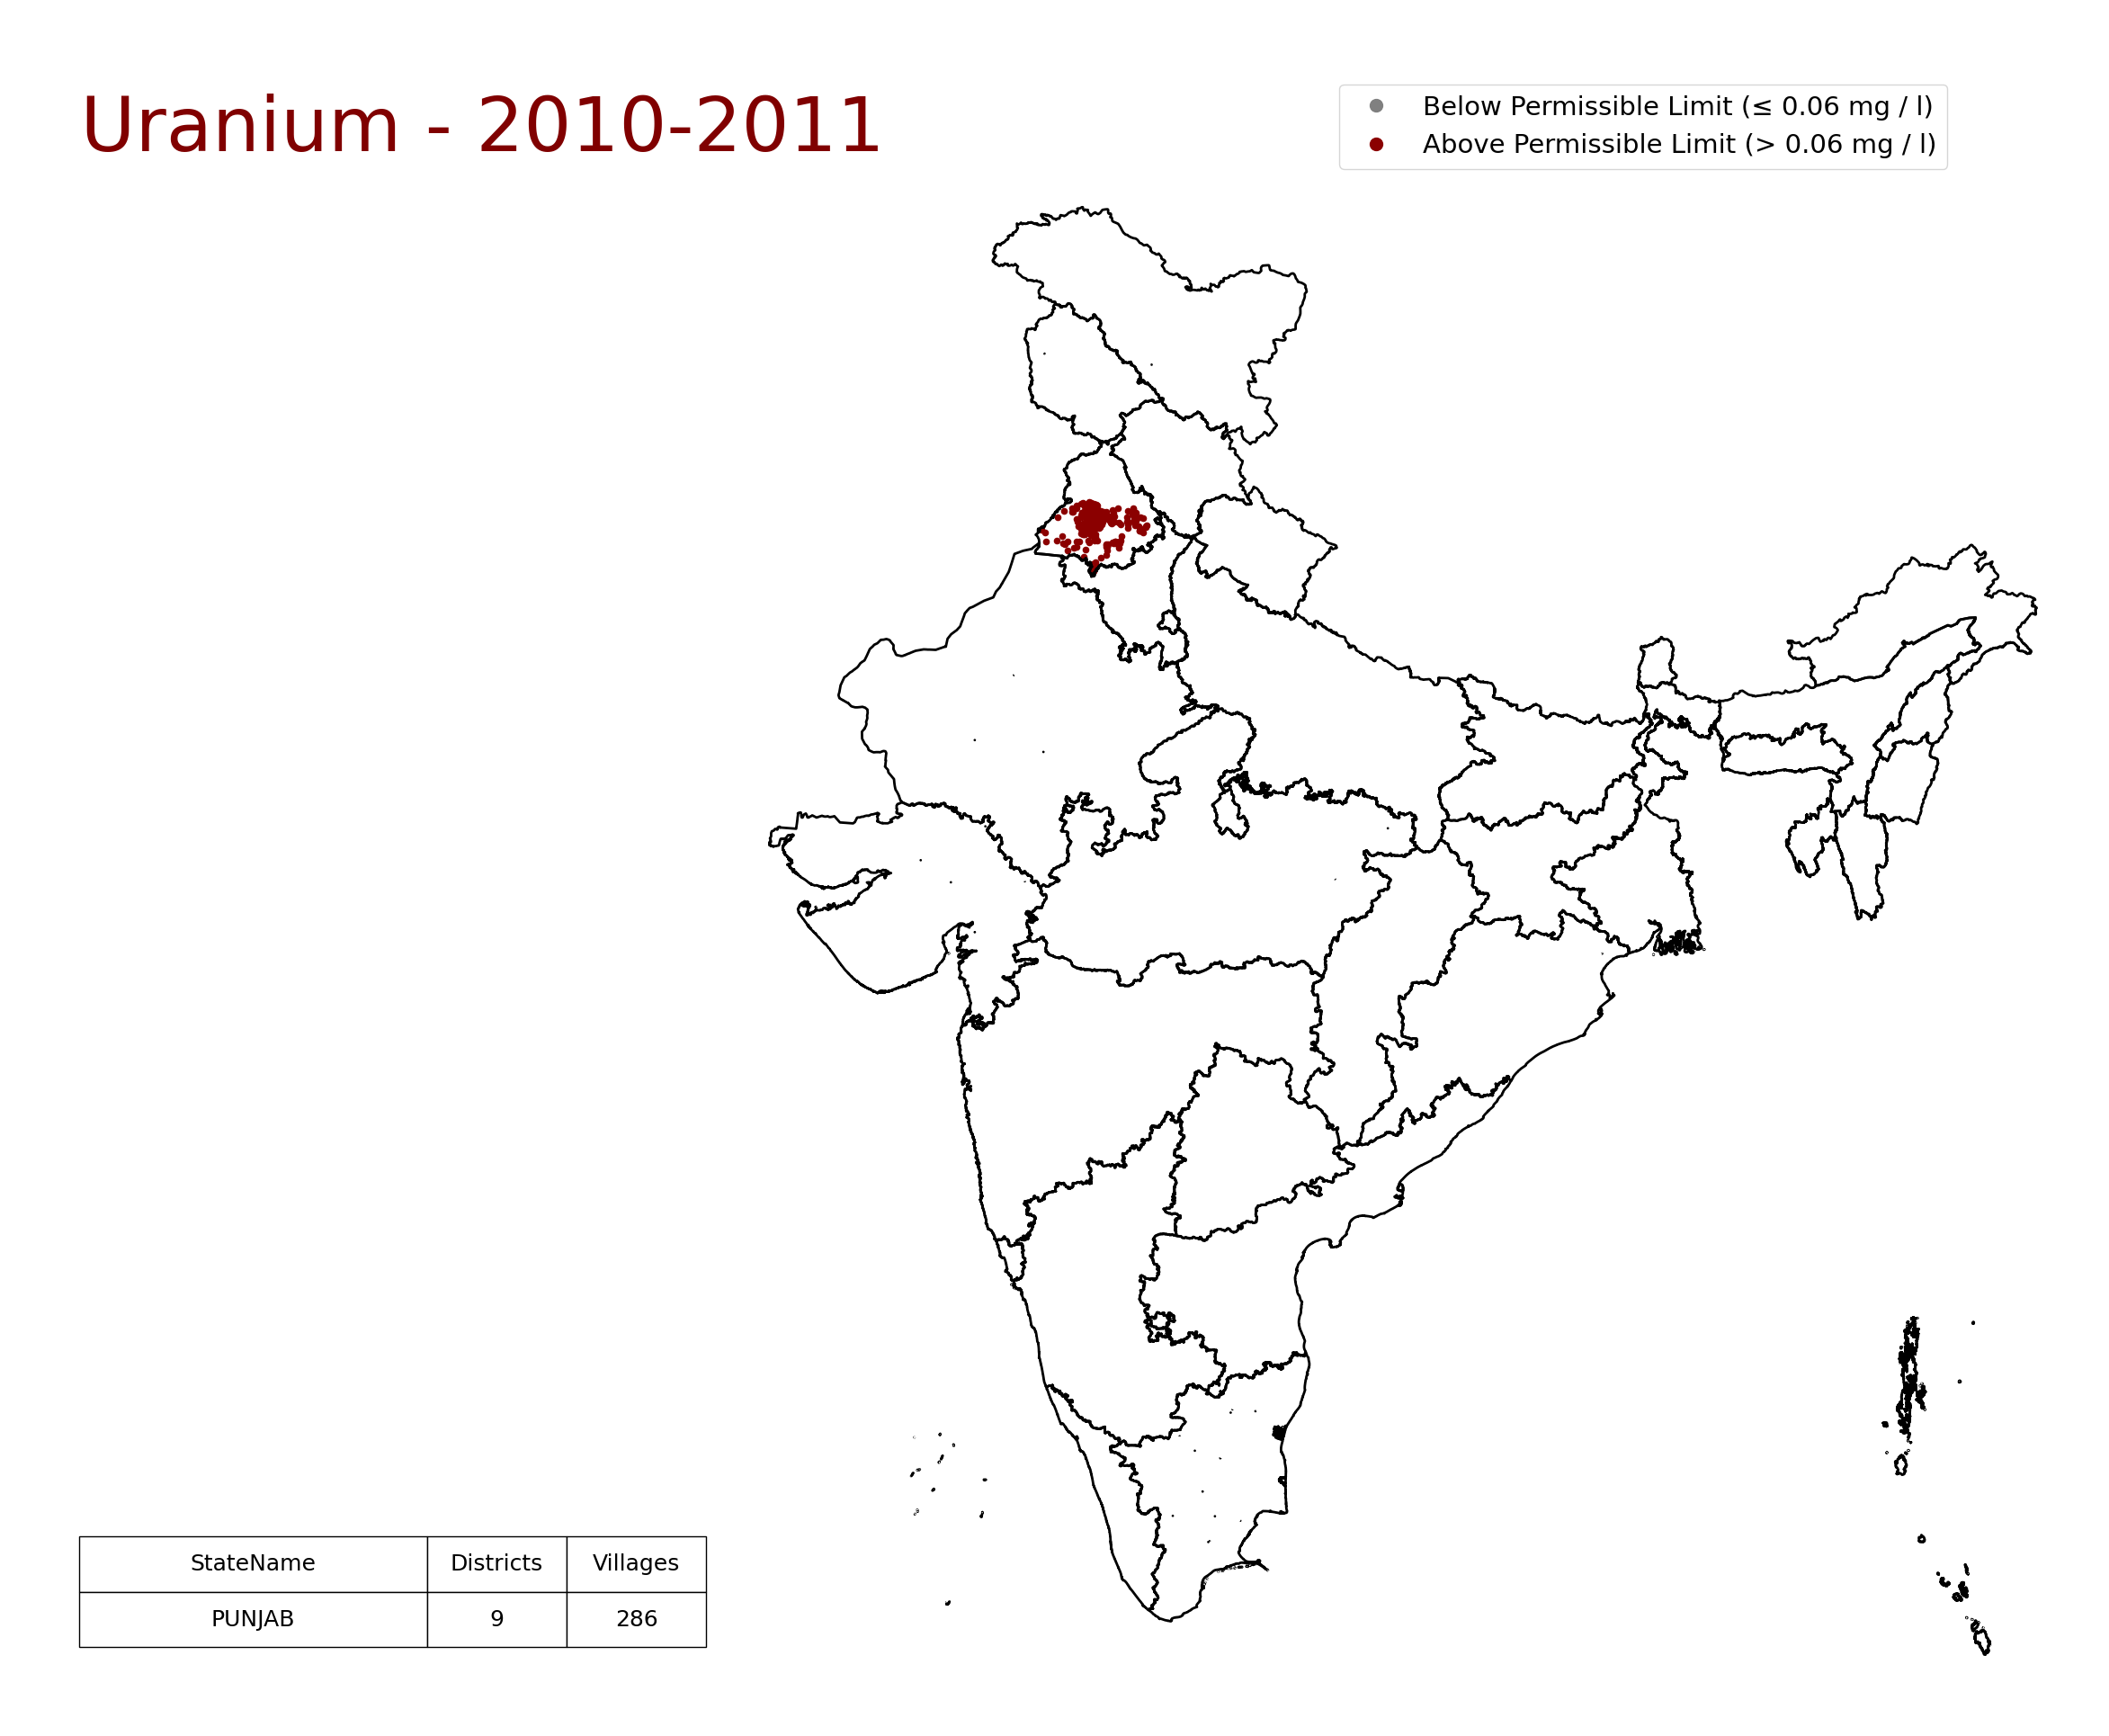 Uranium - 2010-2011
Below Permissible Limit (≤ 0.06 mg / l)
Above Permissible Limit (> 0.06 mg / l)
StateName Districts Villages
PUNJAB 9 286